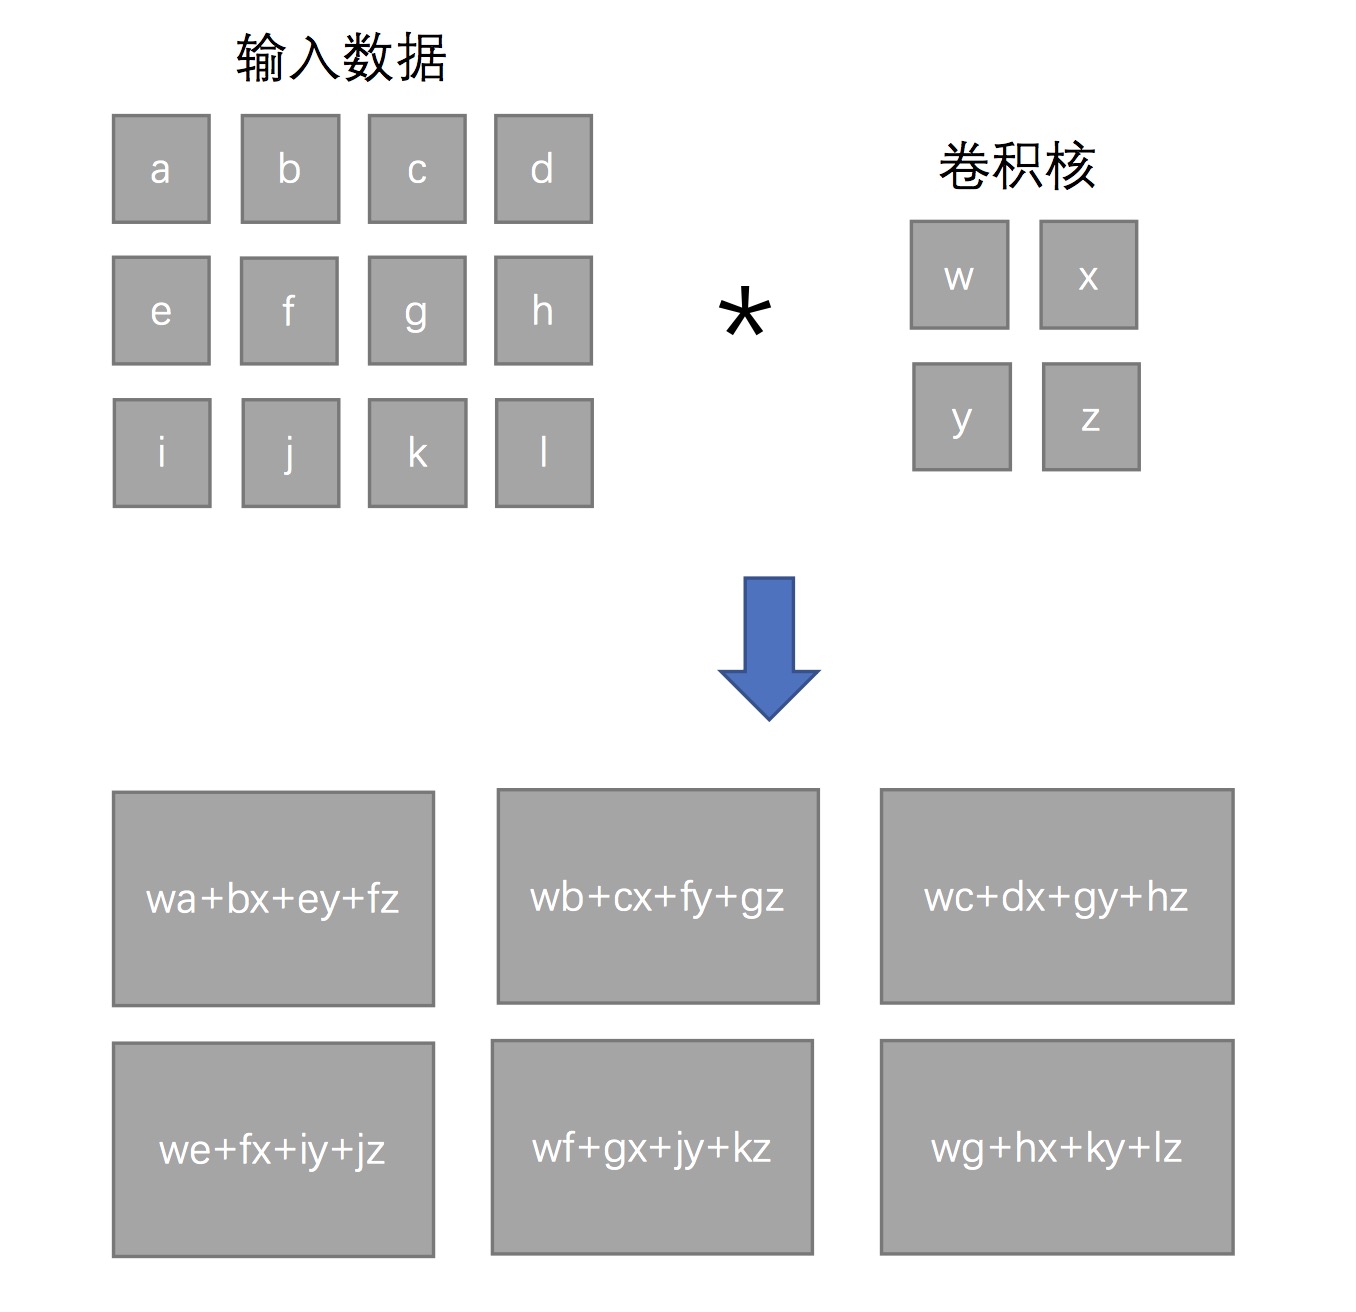 输入数据
a b c d
e f g h
i j k l
*
卷积核
w x
y z
wa+bx+ey+fz wb+cx+fy+gz wc+dx+gy+hz
we+fx+iy+jz wf+gx+jy+kz wg+hx+ky+lz